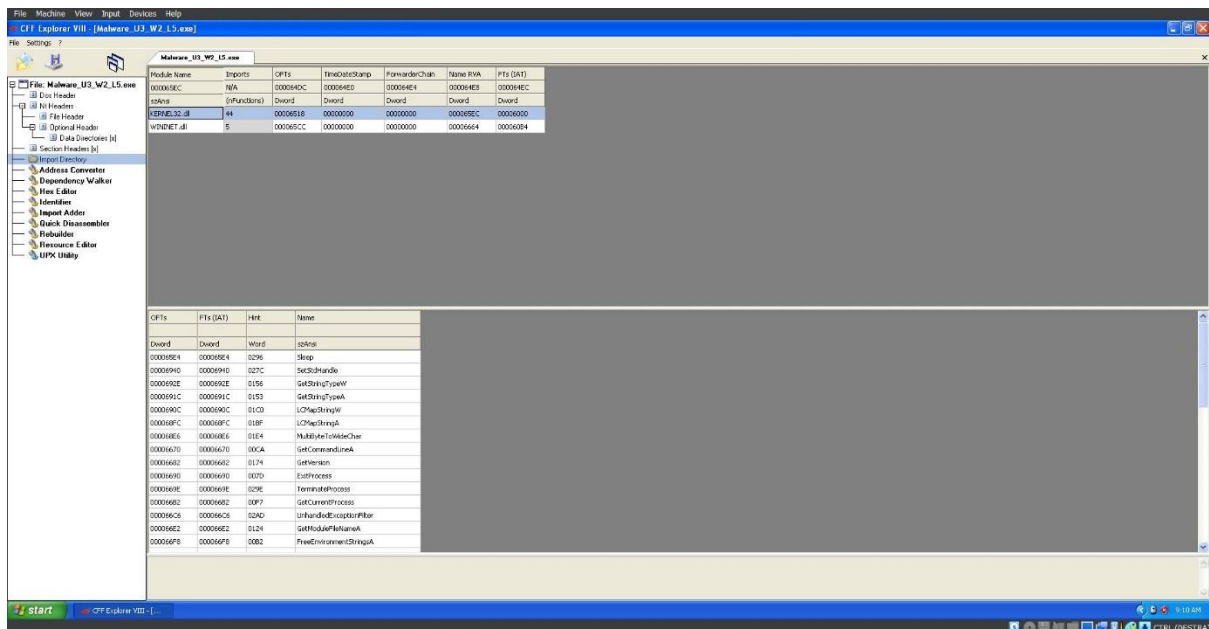 File Machine View Input Devices Help
CFF Explorer VIII - [Malware_U3_W2_L5.exe]
File Settings ?
Malware_U3_W2_L5.exe
File: Malware_U3_W2_L5.exe
Dos Header
Nt Headers
File Header
Optional Header
Data Directories [x]
Section Headers [x]
Import Directory
Address Converter
Dependency Walker
Hex Editor
Identifier
Import Adder
Quick Disassembler
Rebuilder
Resource Editor
UPX Utility
Module Name Imports OFTs TimeDateStamp ForwarderChain Name RVA FTs (IAT)
000065EC N/A 000064DC 000064E0 000064E4 000064E8 000064EC
szAnsi (nFunctions) Dword Dword Dword Dword Dword
KERNEL32.dll 44 00006518 00000000 00000000 000065EC 00006000
WININET.dll 5 000065CC 00000000 00000000 00006664 000060B4
OFTs FTs (IAT) Hint Name
Dword Dword Word szAnsi
000065E4 000065E4 0296 Sleep
00006940 00006940 027C SetStdHandle
0000692E 0000692E 0156 GetStringTypeW
0000691C 0000691C 0153 GetStringTypeA
0000690C 0000690C 01C0 LCMapStringW
000068FC 000068FC 01BF LCMapStringA
000068E6 000068E6 01E4 MultiByteToWideChar
00006670 00006670 00CA GetCommandLineA
00006682 00006682 0174 GetVersion
00006690 00006690 007D ExitProcess
0000669E 0000669E 029E TerminateProcess
000066B2 000066B2 00F7 GetCurrentProcess
000066C6 000066C6 02AD UnhandledExceptionFilter
000066E2 000066E2 0124 GetModuleFileNameA
000066F8 000066F8 00B2 FreeEnvironmentStringsA
start CFF Explorer VIII - [... 9:10 AM
CTRL (DESTRA)